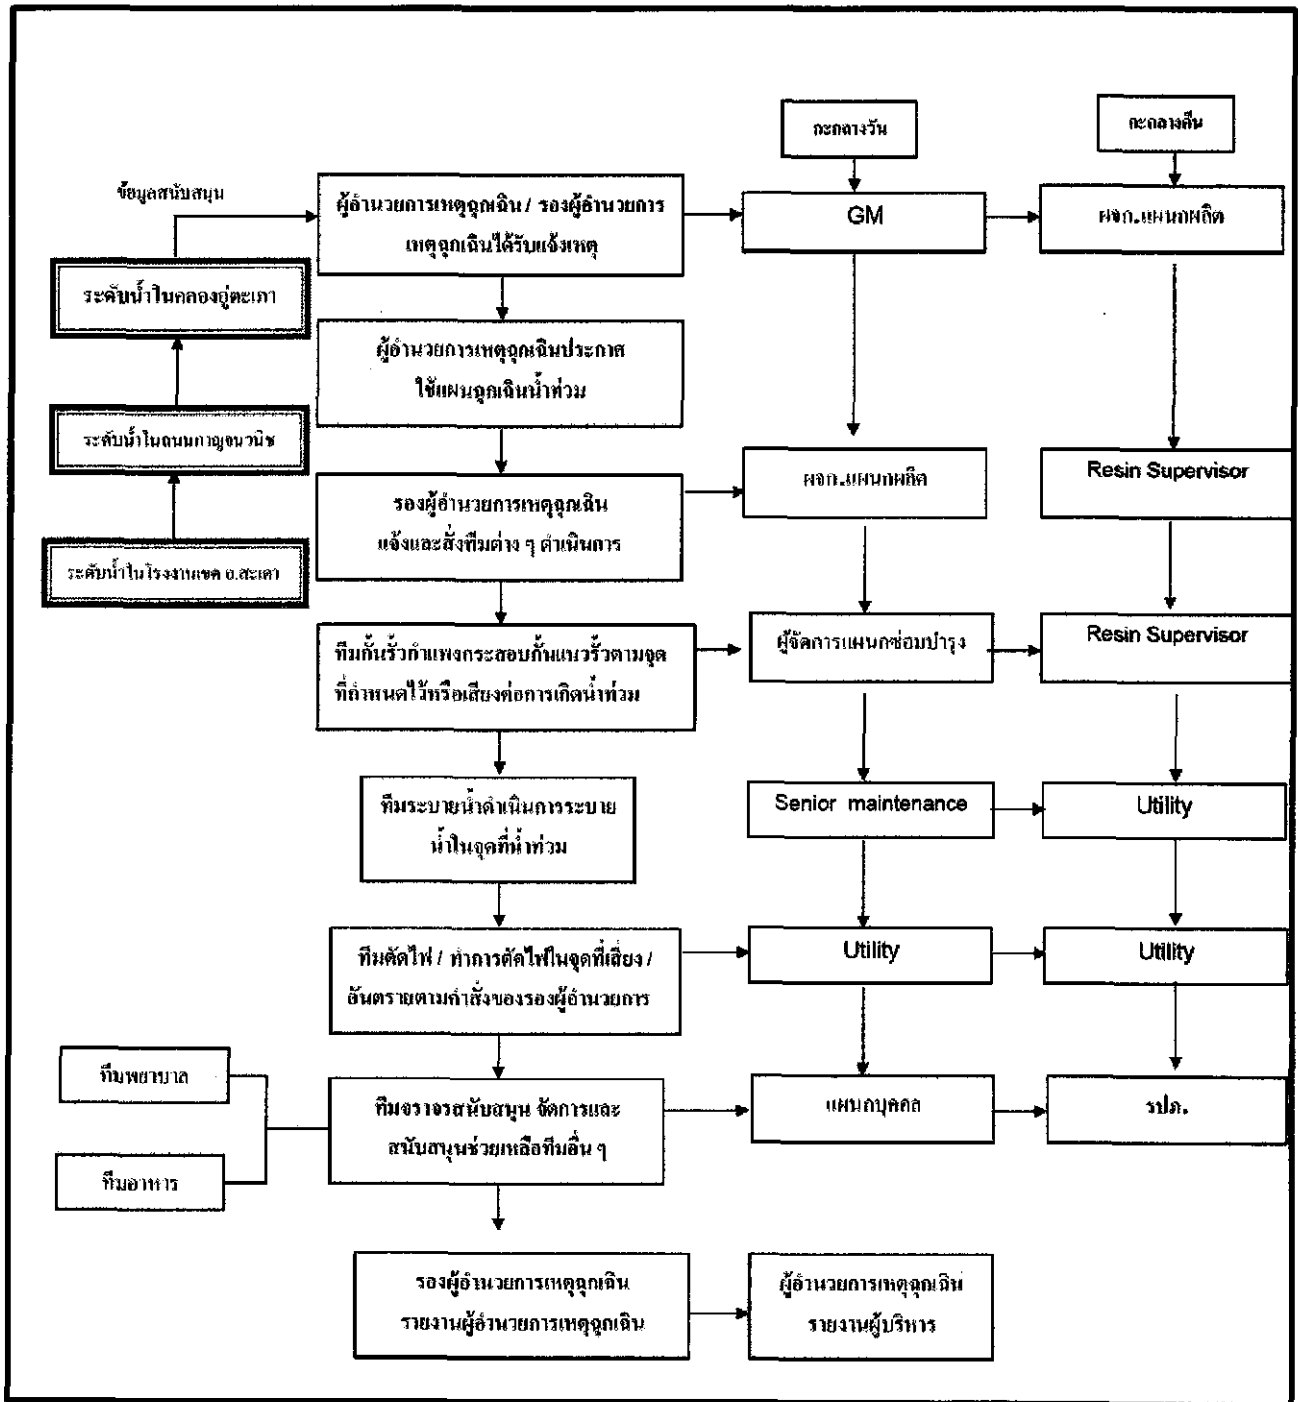 กะกลางวัน
กะกลางคืน
ข้อมูลสนับสนุน
ผู้อำนวยการเหตุฉุกเฉิน / รองผู้อำนวยการ
เหตุฉุกเฉินได้รับแจ้งเหตุ
GM
ผจก.แผนกผลิต
ระดับน้ำในคลองอู่ตะเภา
ผู้อำนวยการเหตุฉุกเฉินประกาศ
ใช้แผนฉุกเฉินน้ำท่วม
ระดับน้ำในถนนกาญจนวนิช
รองผู้อำนวยการเหตุฉุกเฉิน
แจ้งและสั่งทีมต่าง ๆ ดำเนินการ
ผจก.แผนกผลิต
Resin Supervisor
ระดับน้ำในโรงงานเขต อ.สะเดา
ทีมกั้นรั้วกำแพงกระสอบกั้นแนวรั้วตามจุด
ที่กำหนดไว้หรือเสี่ยงต่อการเกิดน้ำท่วม
ผู้จัดการแผนกซ่อมบำรุง
Resin Supervisor
ทีมระบายน้ำดำเนินการระบาย
น้ำในจุดที่น้ำท่วม
Senior maintenance
Utility
ทีมตัดไฟ / ทำการตัดไฟในจุดที่เสี่ยง /
อันตรายตามคำสั่งของรองผู้อำนวยการ
Utility
Utility
ทีมพยาบาล
ทีมอาหาร
ทีมจราจรสนับสนุน จัดการและ
สนับสนุนช่วยเหลือทีมอื่น ๆ
แผนกบุคคล
รปภ.
รองผู้อำนวยการเหตุฉุกเฉิน
รายงานผู้อำนวยการเหตุฉุกเฉิน
ผู้อำนวยการเหตุฉุกเฉิน
รายงานผู้บริหาร